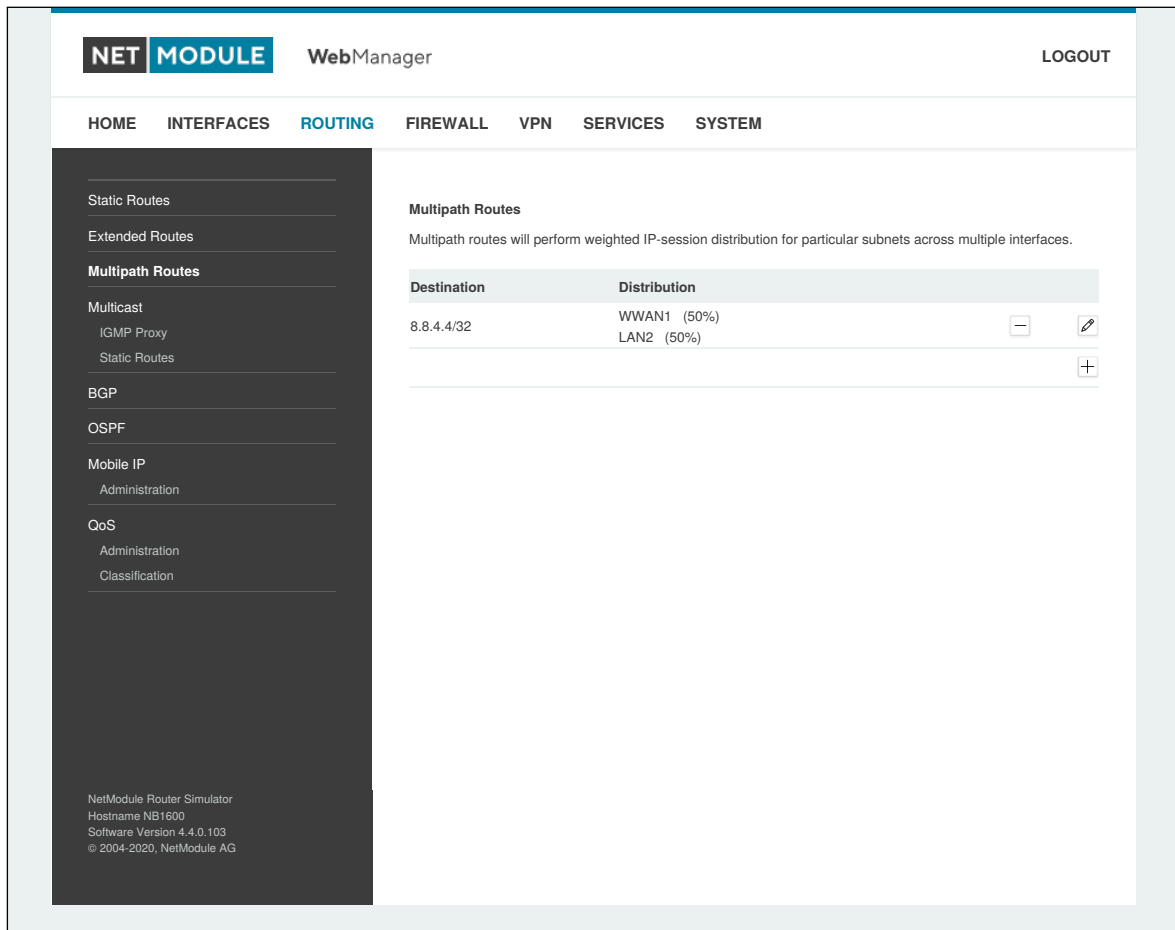 NET MODULE WebManager LOGOUT
HOME INTERFACES ROUTING FIREWALL VPN SERVICES SYSTEM
Static Routes
Extended Routes
Multipath Routes
Multicast
IGMP Proxy
Static Routes
BGP
OSPF
Mobile IP
Administration
QoS
Administration
Classification
NetModule Router Simulator
Hostname NB1600
Software Version 4.4.0.103
© 2004-2020, NetModule AG
Multipath Routes
Multipath routes will perform weighted IP-session distribution for particular subnets across multiple interfaces.
Destination Distribution
8.8.4.4/32
WWAN1 (50%)
LAN2 (50%)